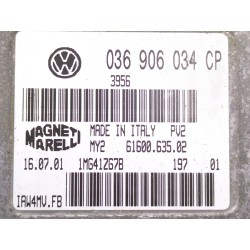 036 906 034 CP
3956
MAGNETI MARELLI
MADE IN ITALY PV2
MY2 61600.635.02
16.07.01 1M641Z67B 197 01
IAW4MV.FB